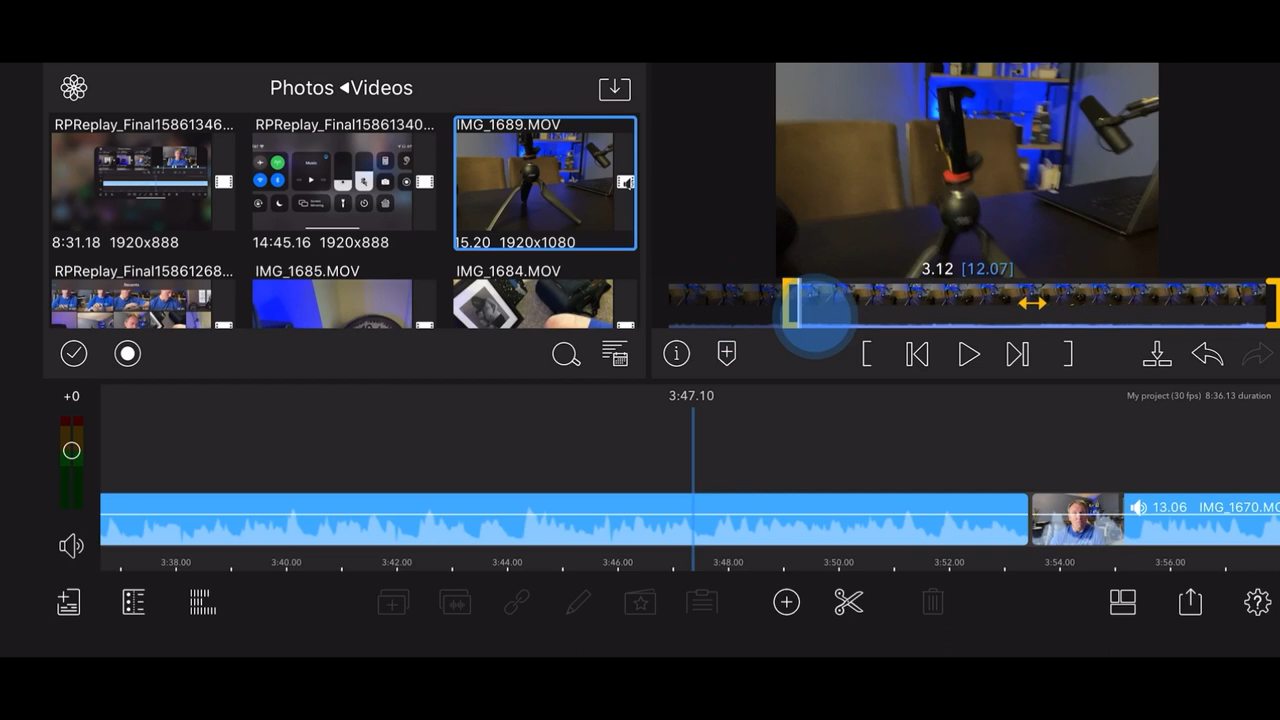 Photos ◀Videos
RPReplay_Final15861346... RPReplay_Final15861340... IMG_1689.MOV
Music
8:31.18 1920x888 14:45.16 1920x888 15.20 1920x1080
RPReplay_Final15861268... IMG_1685.MOV IMG_1684.MOV
3.12 [12.07]
+0
3:47.10
My project (30 fps) 8:36.13 duration
13.06 IMG_1670.MO
3:38.00 3:40.00 3:42.00 3:44.00 3:46.00 3:48.00 3:50.00 3:52.00 3:54.00 3:56.00